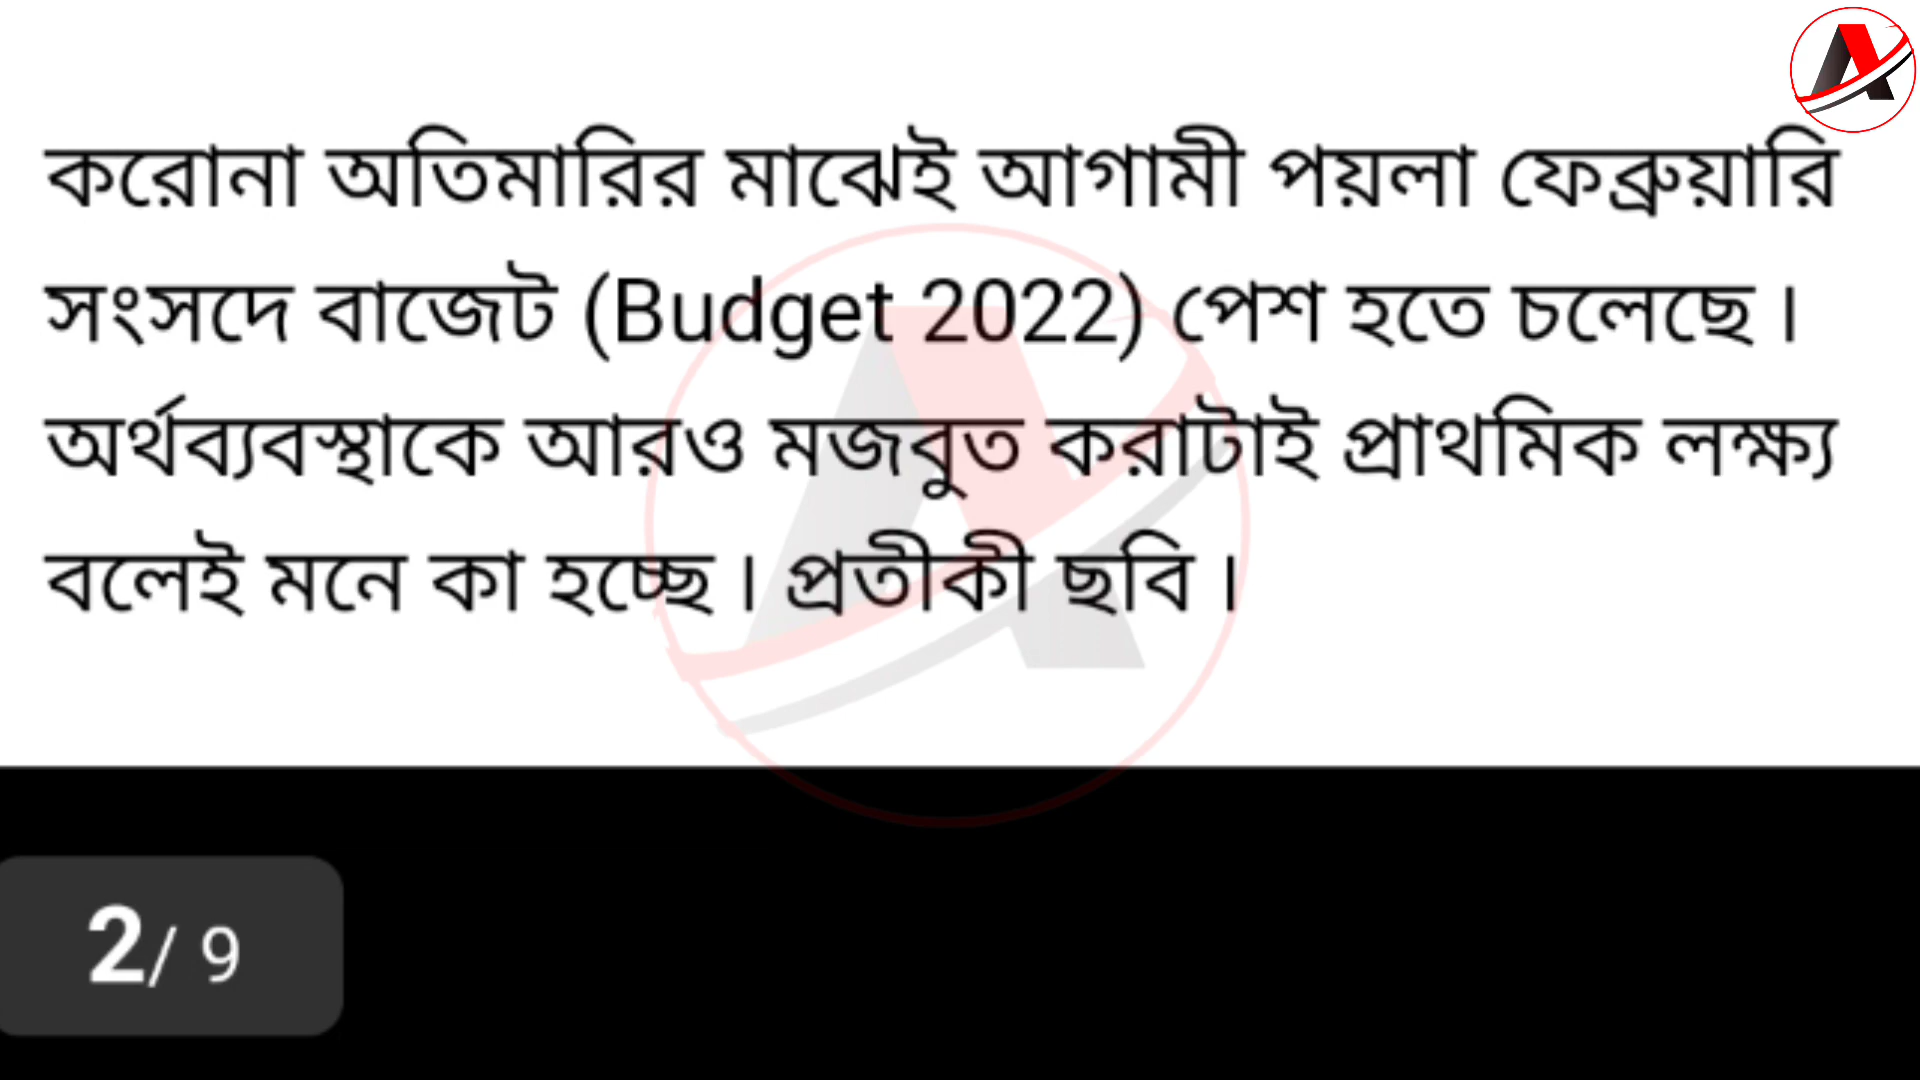 করোনা অতিমারির মাঝেই আগামী পয়লা ফেব্রুয়ারি
সংসদে বাজেট (Budget 2022) পেশ হতে চলেছে ।
অর্থব্যবস্থাকে আরও মজবুত করাটাই প্রাথমিক লক্ষ্য
বলেই মনে কা হচ্ছে । প্রতীকী ছবি ।
2/ 9